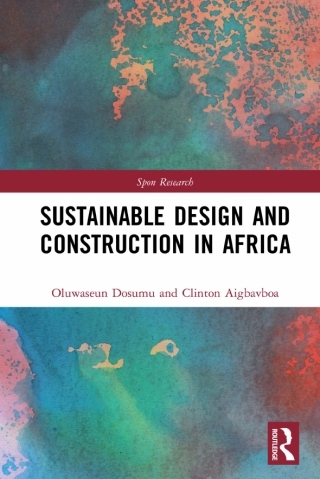 Spon Research
SUSTAINABLE DESIGN AND
CONSTRUCTION IN AFRICA
Oluwaseun Dosumu and Clinton Aigbavboa
ROUTLEDGE